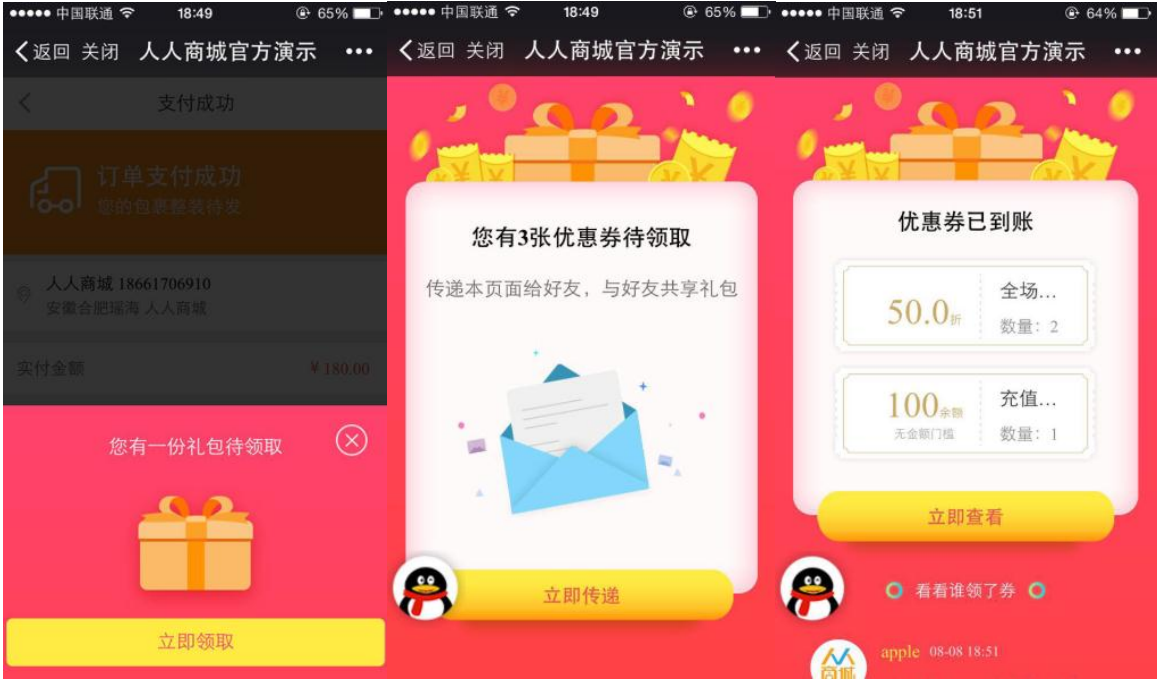 中国联通 18:49 65%
返回 关闭 人人商城官方演示
支付成功
订单支付成功
您的包裹整装待发
人人商城 18661706910
安徽合肥瑶海 人人商城
实付金额 ¥180.00
您有一份礼包待领取
立即领取
中国联通 18:49 65%
返回 关闭 人人商城官方演示
您有3张优惠券待领取
传递本页面给好友，与好友共享礼包
立即传递
中国联通 18:51 64%
返回 关闭 人人商城官方演示
优惠券已到账
50.0折 全场...
数量：2
100余额 充值...
无金额门槛 数量：1
立即查看
看看谁领了券
apple 08-08 18:51
商城